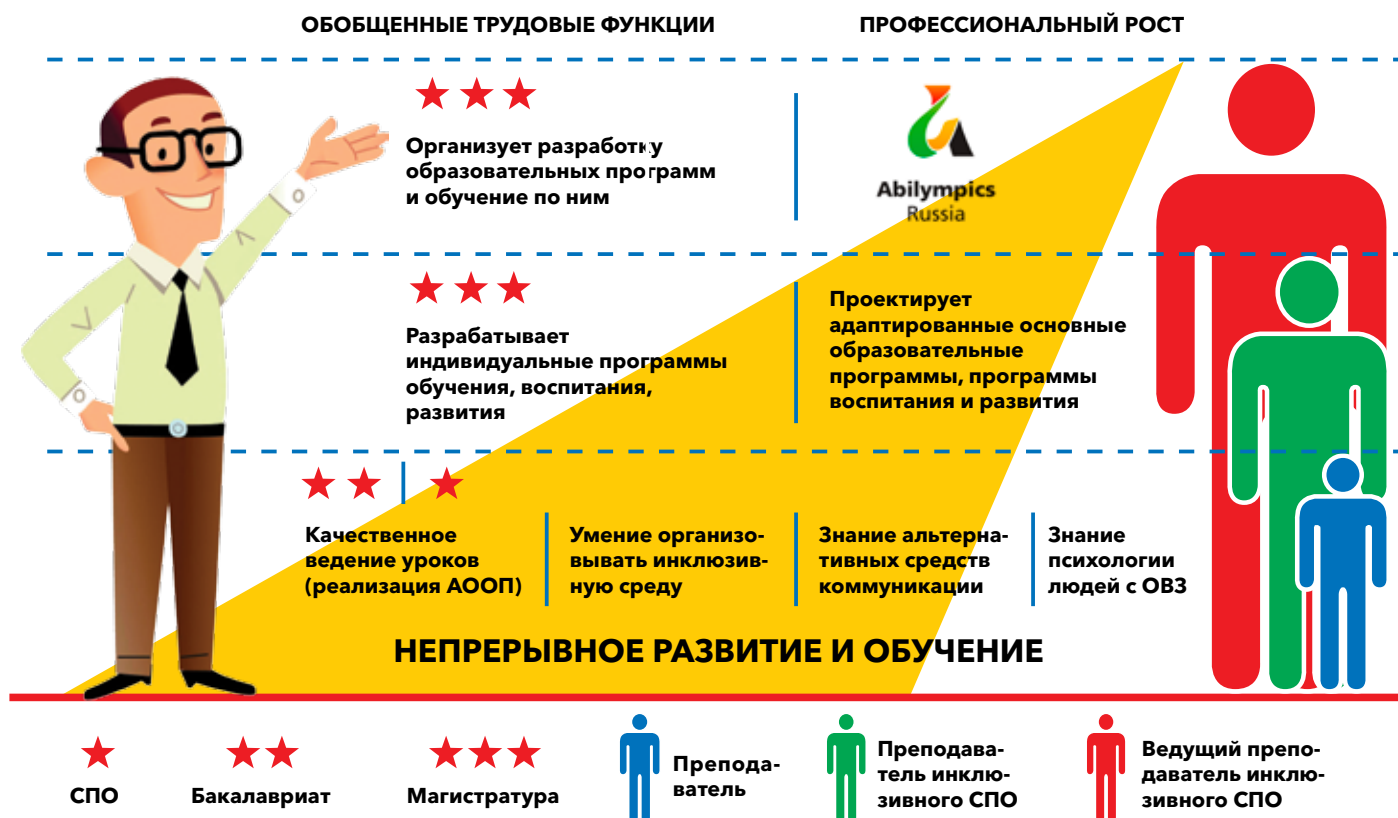 ОБОБЩЕННЫЕ ТРУДОВЫЕ ФУНКЦИИ
ПРОФЕССИОНАЛЬНЫЙ РОСТ
Организует разработку
образовательных программ
и обучение по ним
Abilympics
Russia
Разрабатывает
индивидуальные программы
обучения, воспитания,
развития
Проектирует
адаптированные основные
образовательные
программы, программы
воспитания и развития
Качественное
ведение уроков
(реализация АООП)
Умение организо-
вывать инклюзив-
ную среду
Знание альтерна-
тивных средств
коммуникации
Знание
психологии
людей с ОВЗ
НЕПРЕРЫВНОЕ РАЗВИТИЕ И ОБУЧЕНИЕ
СПО
Бакалавриат
Магистратура
Препода-
ватель
Преподава-
тель инклю-
зивного СПО
Ведущий препо-
даватель инклю-
зивного СПО